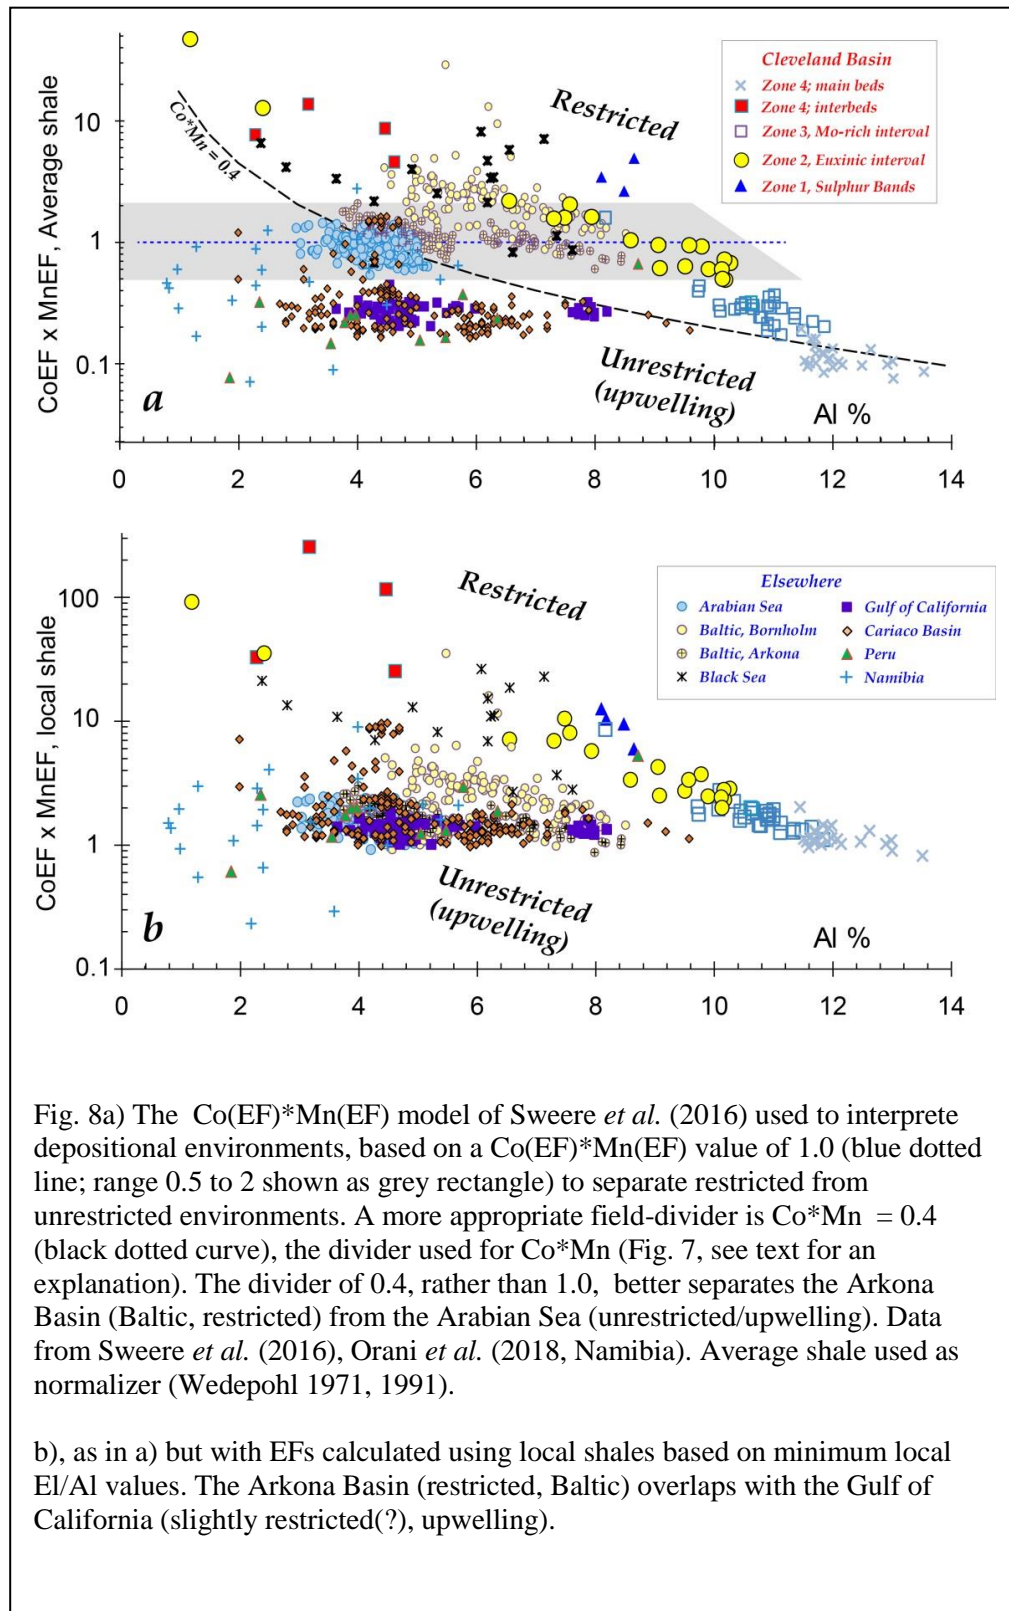 CoEF x MnEF, Average shale
10
1
0.1
Co*Mn = 0.4
Restricted
Cleveland Basin
Zone 4; main beds
Zone 4; interbeds
Zone 3, Mo-rich interval
Zone 2, Euxinic interval
Zone 1, Sulphur Bands
Unrestricted
(upwelling)
a
Al %
0 2 4 6 8 10 12 14
CoEF x MnEF, local shale
100
10
1
0.1
Restricted
Elsewhere
Arabian Sea Gulf of California
Baltic, Bornholm Cariaco Basin
Baltic, Arkona Peru
Black Sea Namibia
Unrestricted
(upwelling)
b
Al %
0 2 4 6 8 10 12 14
Fig. 8a) The Co(EF)*Mn(EF) model of Sweere et al. (2016) used to interprete
depositional environments, based on a Co(EF)*Mn(EF) value of 1.0 (blue dotted
line; range 0.5 to 2 shown as grey rectangle) to separate restricted from
unrestricted environments. A more appropriate field-divider is Co*Mn = 0.4
(black dotted curve), the divider used for Co*Mn (Fig. 7, see text for an
explanation). The divider of 0.4, rather than 1.0, better separates the Arkona
Basin (Baltic, restricted) from the Arabian Sea (unrestricted/upwelling). Data
from Sweere et al. (2016), Orani et al. (2018, Namibia). Average shale used as
normalizer (Wedepohl 1971, 1991).
b), as in a) but with EFs calculated using local shales based on minimum local
El/Al values. The Arkona Basin (restricted, Baltic) overlaps with the Gulf of
California (slightly restricted(?), upwelling).